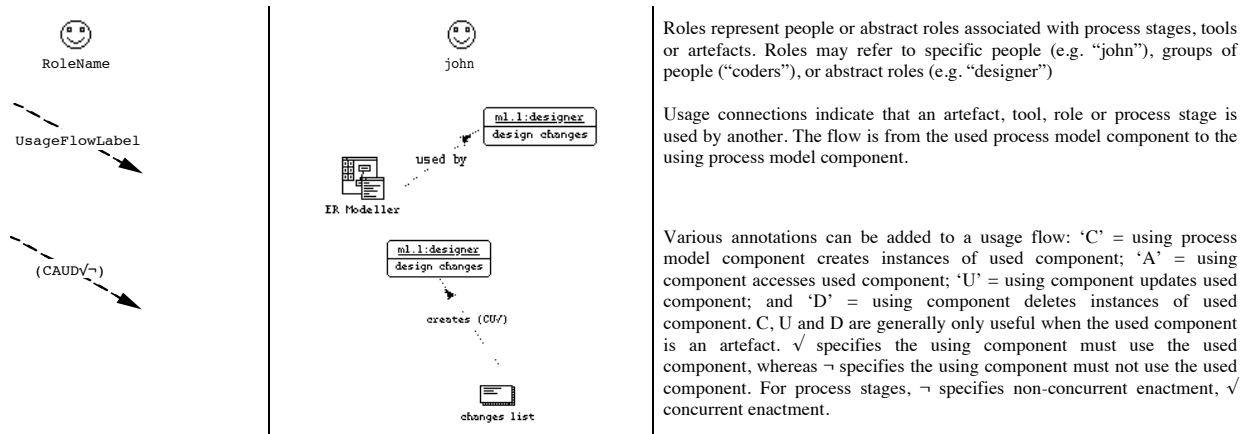 RoleName
john
Roles represent people or abstract roles associated with process stages, tools
or artefacts. Roles may refer to specific people (e.g. “john”), groups of
people (“coders”), or abstract roles (e.g. “designer”)
UsageFlowLabel
m1.1:designer
design changes
used by
ER Modeller
Usage connections indicate that an artefact, tool, role or process stage is
used by another. The flow is from the used process model component to the
using process model component.
(CAUD√¬)
m1.1:designer
design changes
creates (CU√)
changes list
Various annotations can be added to a usage flow: ‘C’ = using process
model component creates instances of used component; ‘A’ = using
component accesses used component; ‘U’ = using component updates used
component; and ‘D’ = using component deletes instances of used
component. C, U and D are generally only useful when the used component
is an artefact. √ specifies the using component must use the used
component, whereas ¬ specifies the using component must not use the used
component. For process stages, ¬ specifies non-concurrent enactment, √
concurrent enactment.